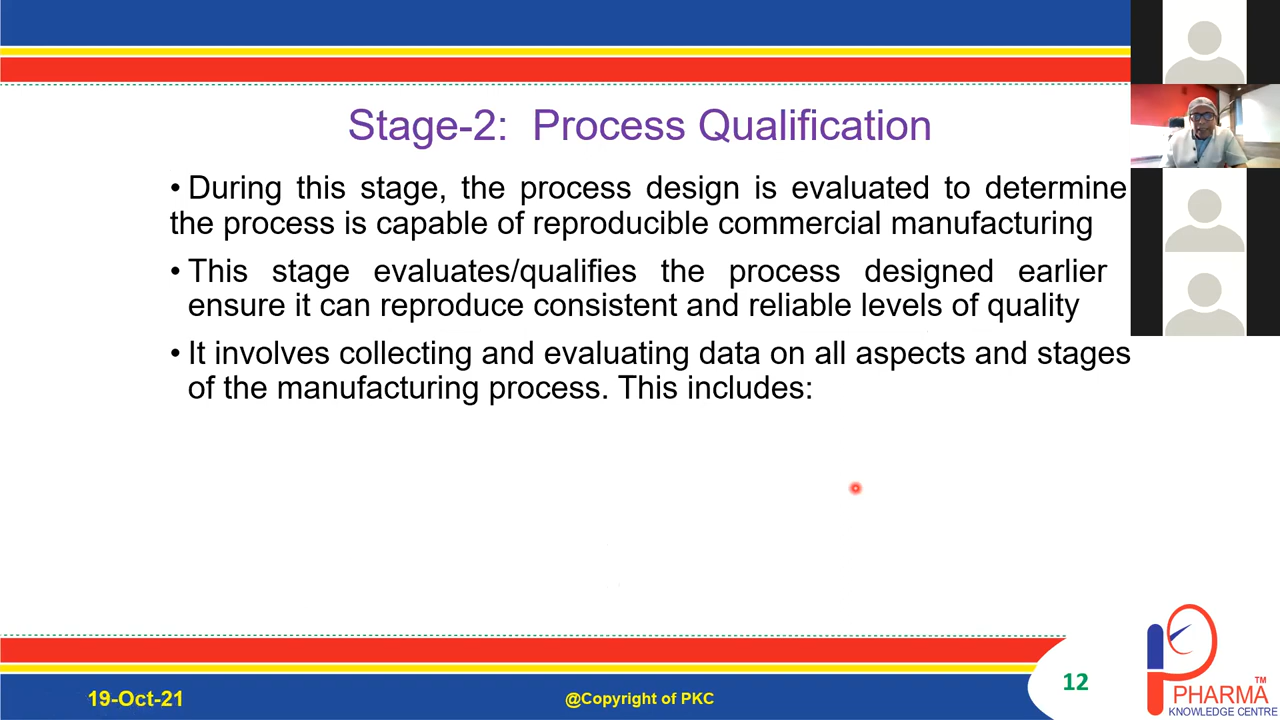 Stage-2: Process Qualification
• During this stage, the process design is evaluated to determine
the process is capable of reproducible commercial manufacturing
• This stage evaluates/qualifies the process designed earlier
ensure it can reproduce consistent and reliable levels of quality
• It involves collecting and evaluating data on all aspects and stages
of the manufacturing process. This includes:
19-Oct-21
@Copyright of PKC
12
PHARMA TM
KNOWLEDGE CENTRE